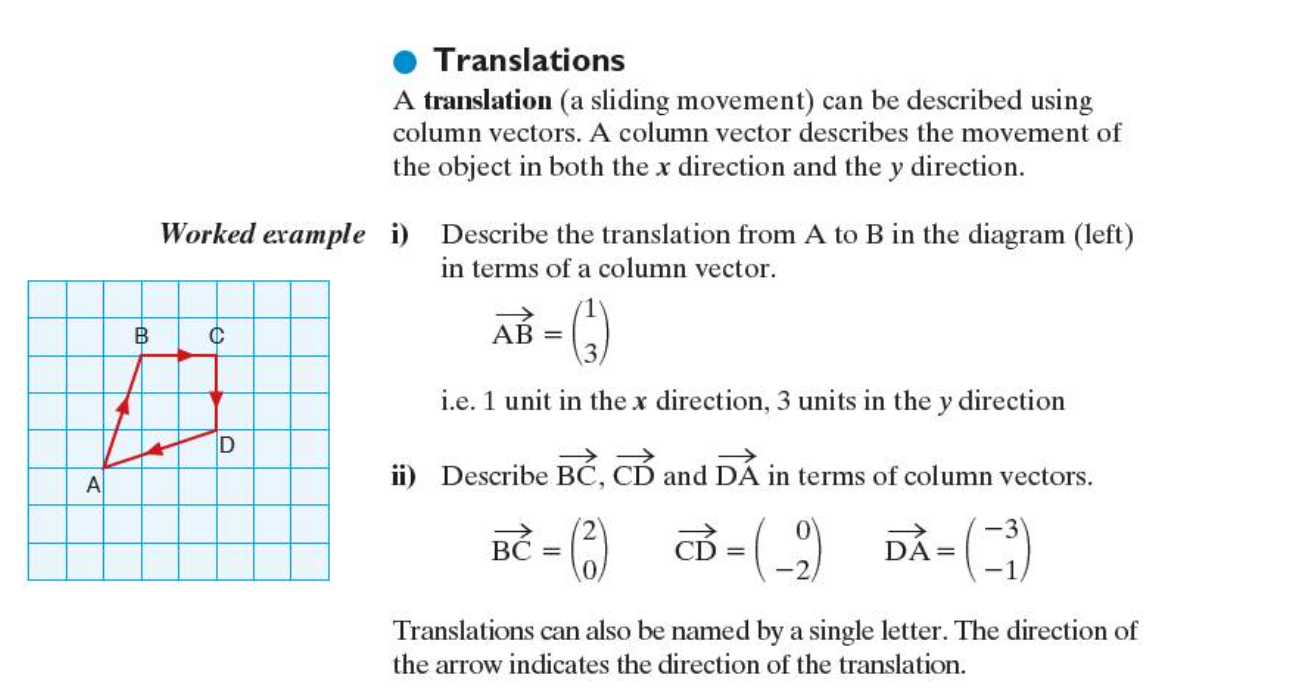 Translations
A translation (a sliding movement) can be described using
column vectors. A column vector describes the movement of
the object in both the x direction and the y direction.
Worked example i) Describe the translation from A to B in the diagram (left)
in terms of a column vector.
B C
D
A
AB = (1
3)
i.e. 1 unit in the x direction, 3 units in the y direction
ii) Describe BC, CD and DA in terms of column vectors.
BC = (2
0) CD = (0
−2) DA = (−3
−1)
Translations can also be named by a single letter. The direction of
the arrow indicates the direction of the translation.